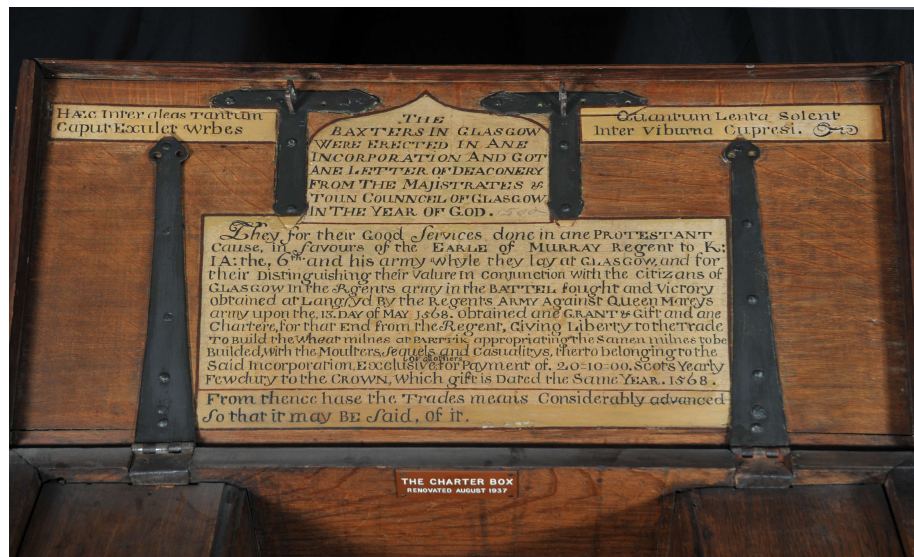 Hæc Inter aleas Tantum
Caput Exculet Wrbes
THE
BAXTERS IN GLASGOW
WERE ERECTED IN ANE
INCORPORATION AND GOT
ANE LETTER OF DEACONERY
FROM THE MAJISTRATES &
TOUN COUNNCEL OF GLASGOW
IN THE YEAR OF GOD.
Quantum Lenta Solent
Inter Viburna Cupresi.
They for their Good Services done in ane PROTESTANT
Cause, in favours of the EARLE of MURRAY Regent to K:
IA: the, 6th and his army whyle they lay at GLASGOW, and for
their Distinguishing their Valure in Conjunction with the Citizans of
GLASGOW In the Rgents army in the BATTEL fought and Victory
obtained at Langsyd By the Regents ARMY Against Queen Marys
army upon the, 13. DAY of MAY 1568. obtained ane GRANT & Gift and ane
Chartere, for that End from the Regent, Giving Liberty to the Trade
TO Build the Wheat milnes at PARTICK appropriating the Samen milnes to be
Builded, With the Moulters, Sequels and Casualitys, therto belonging to the
for of others
Said Incorporation, Exclusive for Payment of. 20=10=00. Scots Yearly
Fewduty to the CROWN, Which gift is Dated the Same YEAR. 1568.
From thence hase the Trades means Considerably advanced
So that it may BE Said, of it.
THE CHARTER BOX
RENOVATED AUGUST 1937